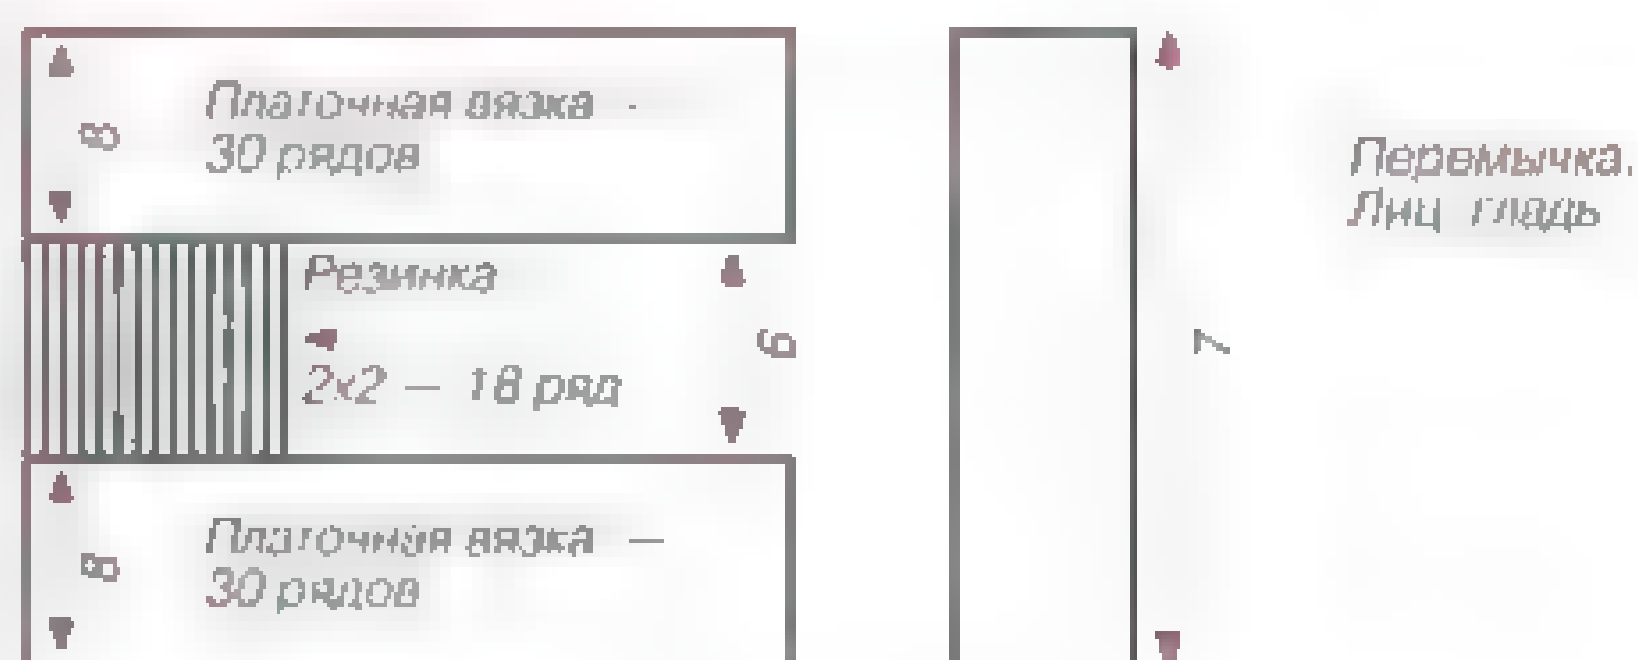 8
Платочная вязка -
30 рядов
Резинка
2х2 — 18 ряд
6
8
Платочная вязка —
30 рядов
7
Перемычка.
Лиц гладь